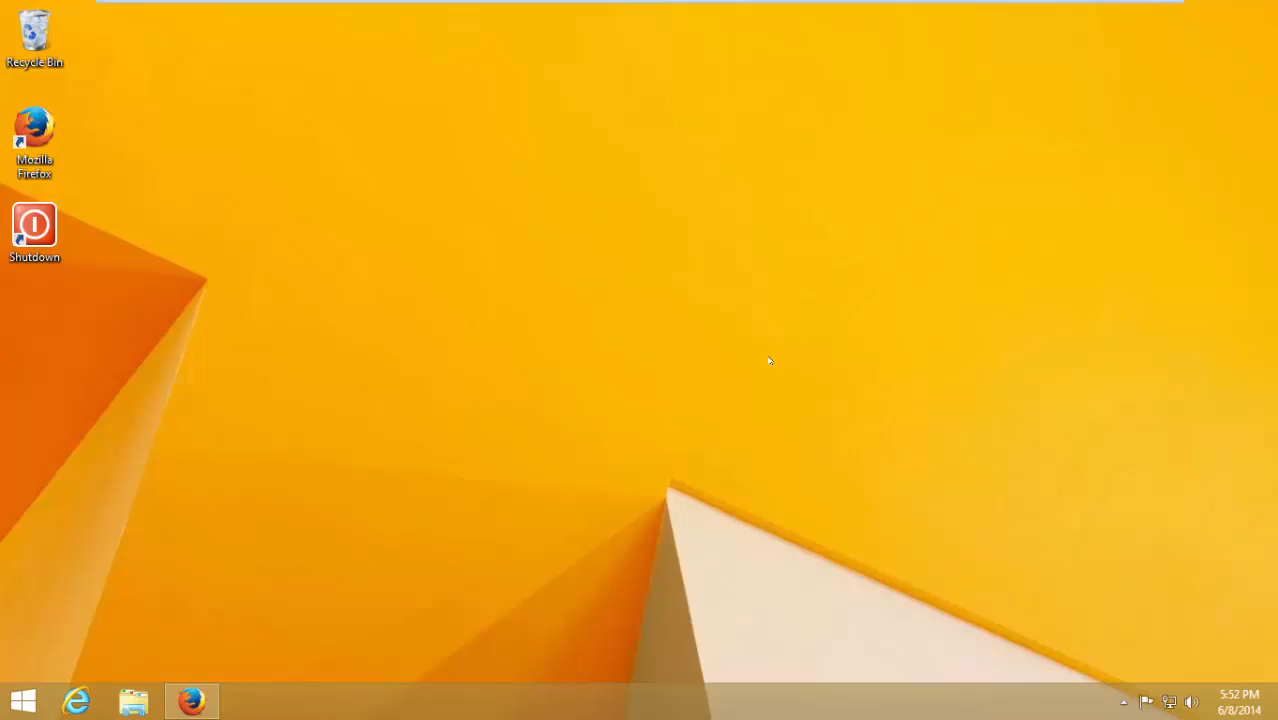 Recycle Bin
Mozilla
Firefox
Shutdown
5:52 PM
6/8/2014